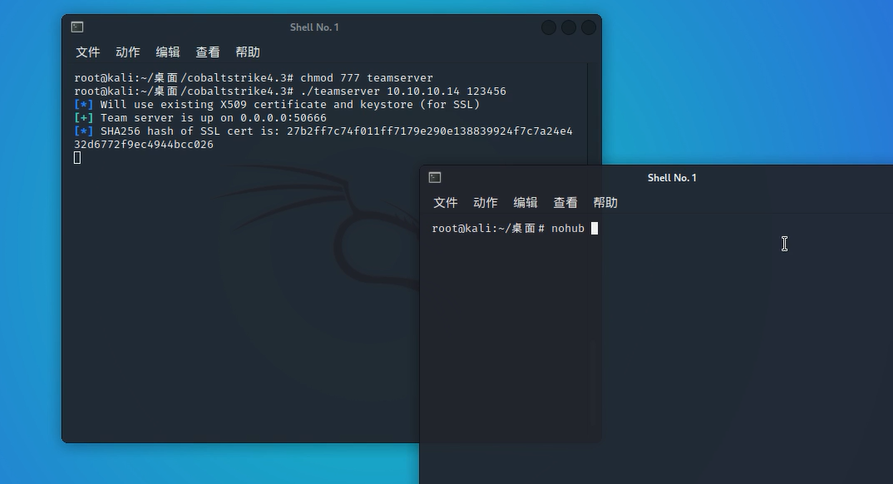 Shell No. 1
文件 动作 编辑 查看 帮助
root@kali:~/桌面/cobaltstrike4.3# chmod 777 teamserver
root@kali:~/桌面/cobaltstrike4.3# ./teamserver 10.10.10.14 123456
[*] Will use existing X509 certificate and keystore (for SSL)
[+] Team server is up on 0.0.0.0:50666
[*] SHA256 hash of SSL cert is: 27b2ff7c74f011ff7179e290e138839924f7c7a24e4
32d6772f9ec4944bcc026
Shell No. 1
文件 动作 编辑 查看 帮助
root@kali:~/桌面# nohub